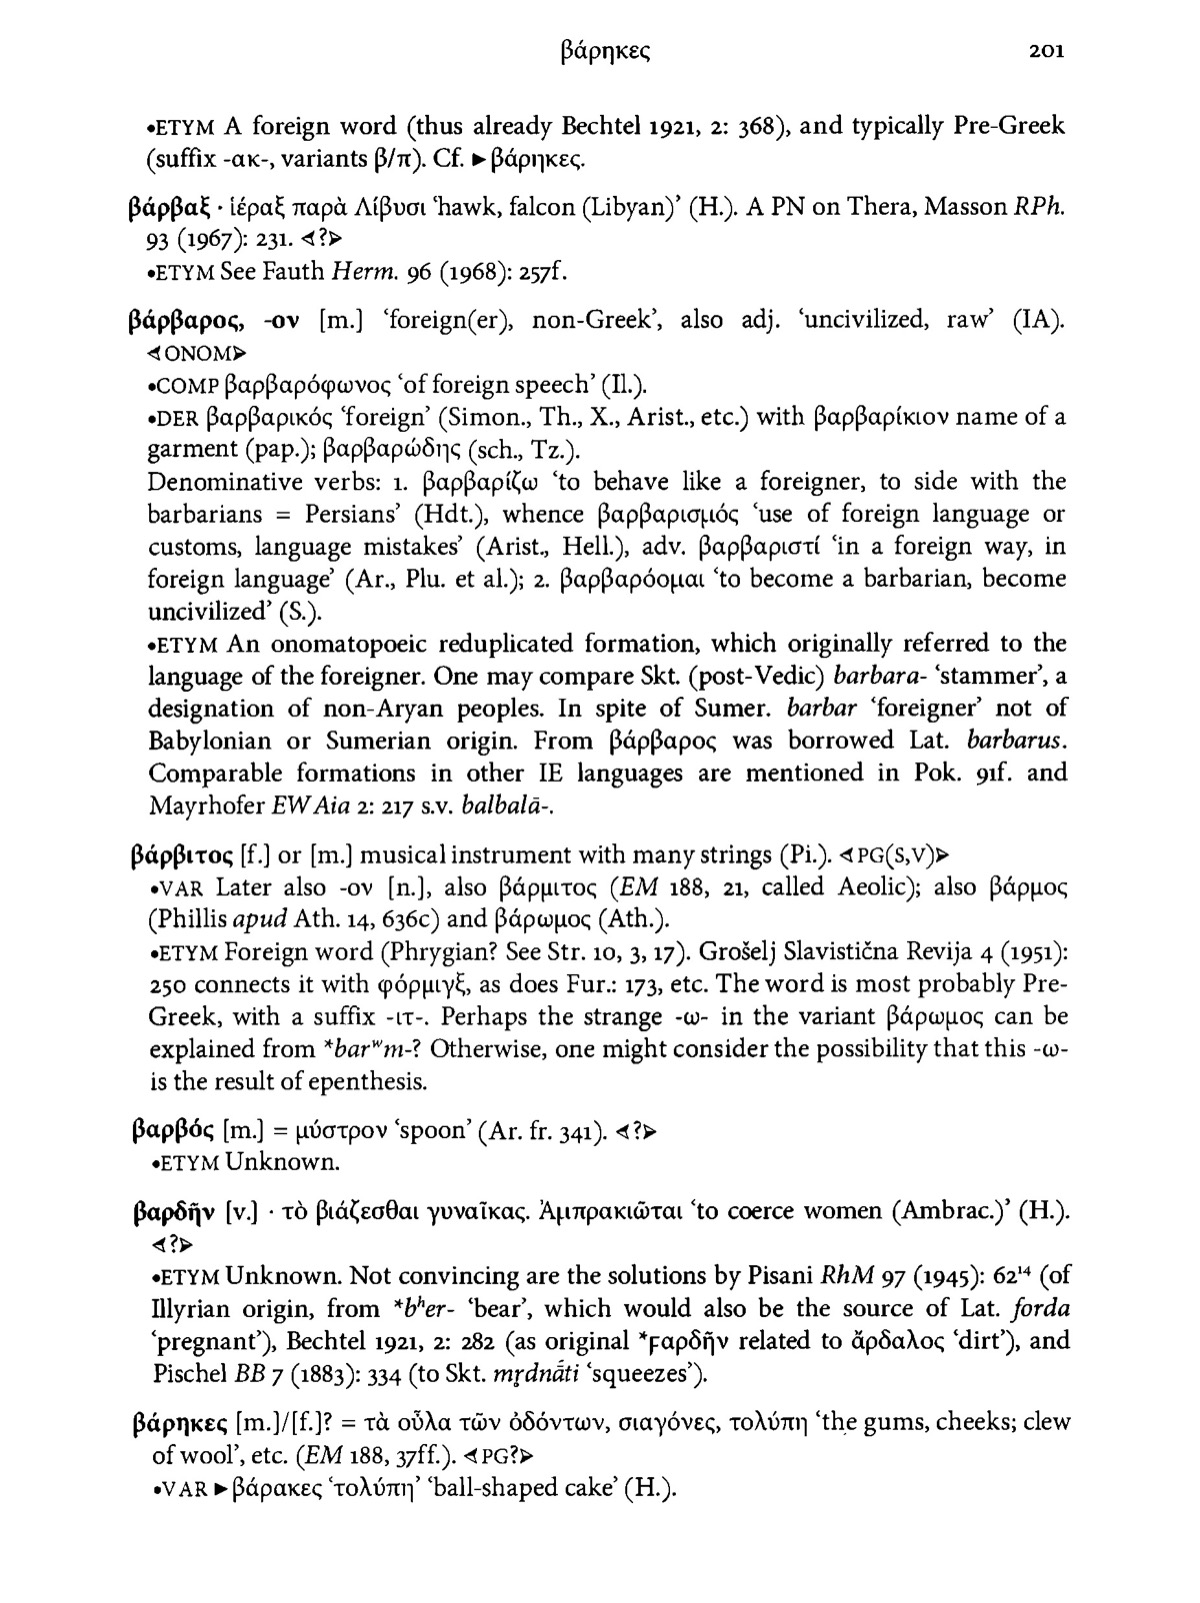 βάρηκες 201
•ETYM A foreign word (thus already Bechtel 1921, 2: 368), and typically Pre-Greek
(suffix -ακ-, variants β/π). Cf. ►βάρηκες.
βάρβαξ · ἱέραξ παρὰ Λίβυσι ‘hawk, falcon (Libyan)’ (H.). A PN on Thera, Masson RPh.
93 (1967): 231. ⋖?⋗
•ETYM See Fauth Herm. 96 (1968): 257f.
βάρβαρος, -ον [m.] ‘foreign(er), non-Greek’, also adj. ‘uncivilized, raw’ (IA).
⋖ONOM⋗
•COMP βαρβαρόφωνος ‘of foreign speech’ (Il.).
•DER βαρβαρικός ‘foreign’ (Simon., Th., X., Arist., etc.) with βαρβαρίκιον name of a
garment (pap.); βαρβαρώδης (sch., Tz.).
Denominative verbs: 1. βαρβαρίζω ‘to behave like a foreigner, to side with the
barbarians = Persians’ (Hdt.), whence βαρβαρισμός ‘use of foreign language or
customs, language mistakes’ (Arist., Hell.), adv. βαρβαριστί ‘in a foreign way, in
foreign language’ (Ar., Plu. et al.); 2. βαρβαρόομαι ‘to become a barbarian, become
uncivilized’ (S.).
•ETYM An onomatopoeic reduplicated formation, which originally referred to the
language of the foreigner. One may compare Skt. (post-Vedic) barbara- ‘stammer’, a
designation of non-Aryan peoples. In spite of Sumer. barbar ‘foreigner’ not of
Babylonian or Sumerian origin. From βάρβαρος was borrowed Lat. barbarus.
Comparable formations in other IE languages are mentioned in Pok. 91f. and
Mayrhofer EWAia 2: 217 s.v. balbalā-.
βάρβιτος [f.] or [m.] musical instrument with many strings (Pi.). ⋖PG(S,V)⋗
•VAR Later also -ον [n.], also βάρμιτος (EM 188, 21, called Aeolic); also βάρμος
(Phillis apud Ath. 14, 636c) and βάρωμος (Ath.).
•ETYM Foreign word (Phrygian? See Str. 10, 3, 17). Grošelj Slavistična Revija 4 (1951):
250 connects it with φόρμιγξ, as does Fur.: 173, etc. The word is most probably Pre-
Greek, with a suffix -ιτ-. Perhaps the strange -ω- in the variant βάρωμος can be
explained from *barʷm-? Otherwise, one might consider the possibility that this -ω-
is the result of epenthesis.
βαρβός [m.] = μύστρον ‘spoon’ (Ar. fr. 341). ⋖?⋗
•ETYM Unknown.
βαρδῆν [v.] · τὸ βιάζεσθαι γυναῖκας. Ἀμπρακιῶται ‘to coerce women (Ambrac.)’ (H.).
⋖?⋗
•ETYM Unknown. Not convincing are the solutions by Pisani RhM 97 (1945): 62¹⁴ (of
Illyrian origin, from *bʰer- ‘bear’, which would also be the source of Lat. forda
‘pregnant’), Bechtel 1921, 2: 282 (as original *ϝαρδῆν related to ἄρδαλος ‘dirt’), and
Pischel BB 7 (1883): 334 (to Skt. mr̥dnā́ti ‘squeezes’).
βάρηκες [m.]/[f.]? = τὰ οὖλα τῶν ὀδόντων, σιαγόνες, τολύπη ‘the gums, cheeks; clew
of wool’, etc. (EM 188, 37ff.). ⋖PG?⋗
•VAR ►βάρακες ‘τολύπη’ ‘ball-shaped cake’ (H.).